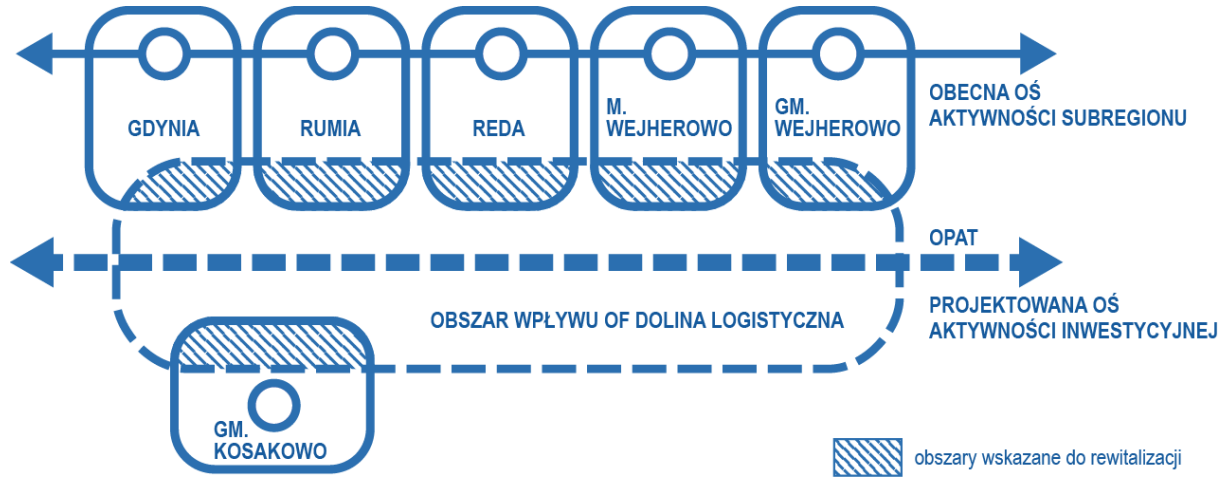 GDYNIA
RUMIA
REDA
M.
WEJHEROWO
GM.
WEJHEROWO
OBECNA OŚ
AKTYWNOŚCI SUBREGIONU
OPAT
PROJEKTOWANA OŚ
AKTYWNOŚCI INWESTYCYJNEJ
OBSZAR WPŁYWU OF DOLINA LOGISTYCZNA
GM.
KOSAKOWO
obszary wskazane do rewitalizacji